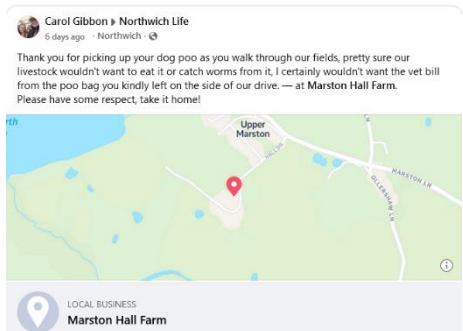 Carol Gibbon ▸ Northwich Life
6 days ago · Northwich ·
Thank you for picking up your dog poo as you walk through our fields, pretty sure our
livestock wouldn't want to eat it or catch worms from it, I certainly wouldn't want the vet bill
from the poo bag you kindly left on the side of our drive. — at Marston Hall Farm.
Please have some respect, take it home!
Upper
Marston
MARSTON LN
OLLERSHAW LN
LOCAL BUSINESS
Marston Hall Farm